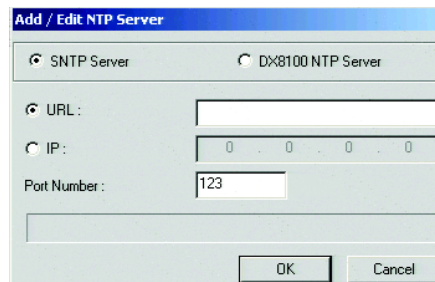 Add / Edit NTP Server
SNTP Server DX8100 NTP Server
URL :
IP : 0 . 0 . 0 . 0
Port Number : 123
OK Cancel